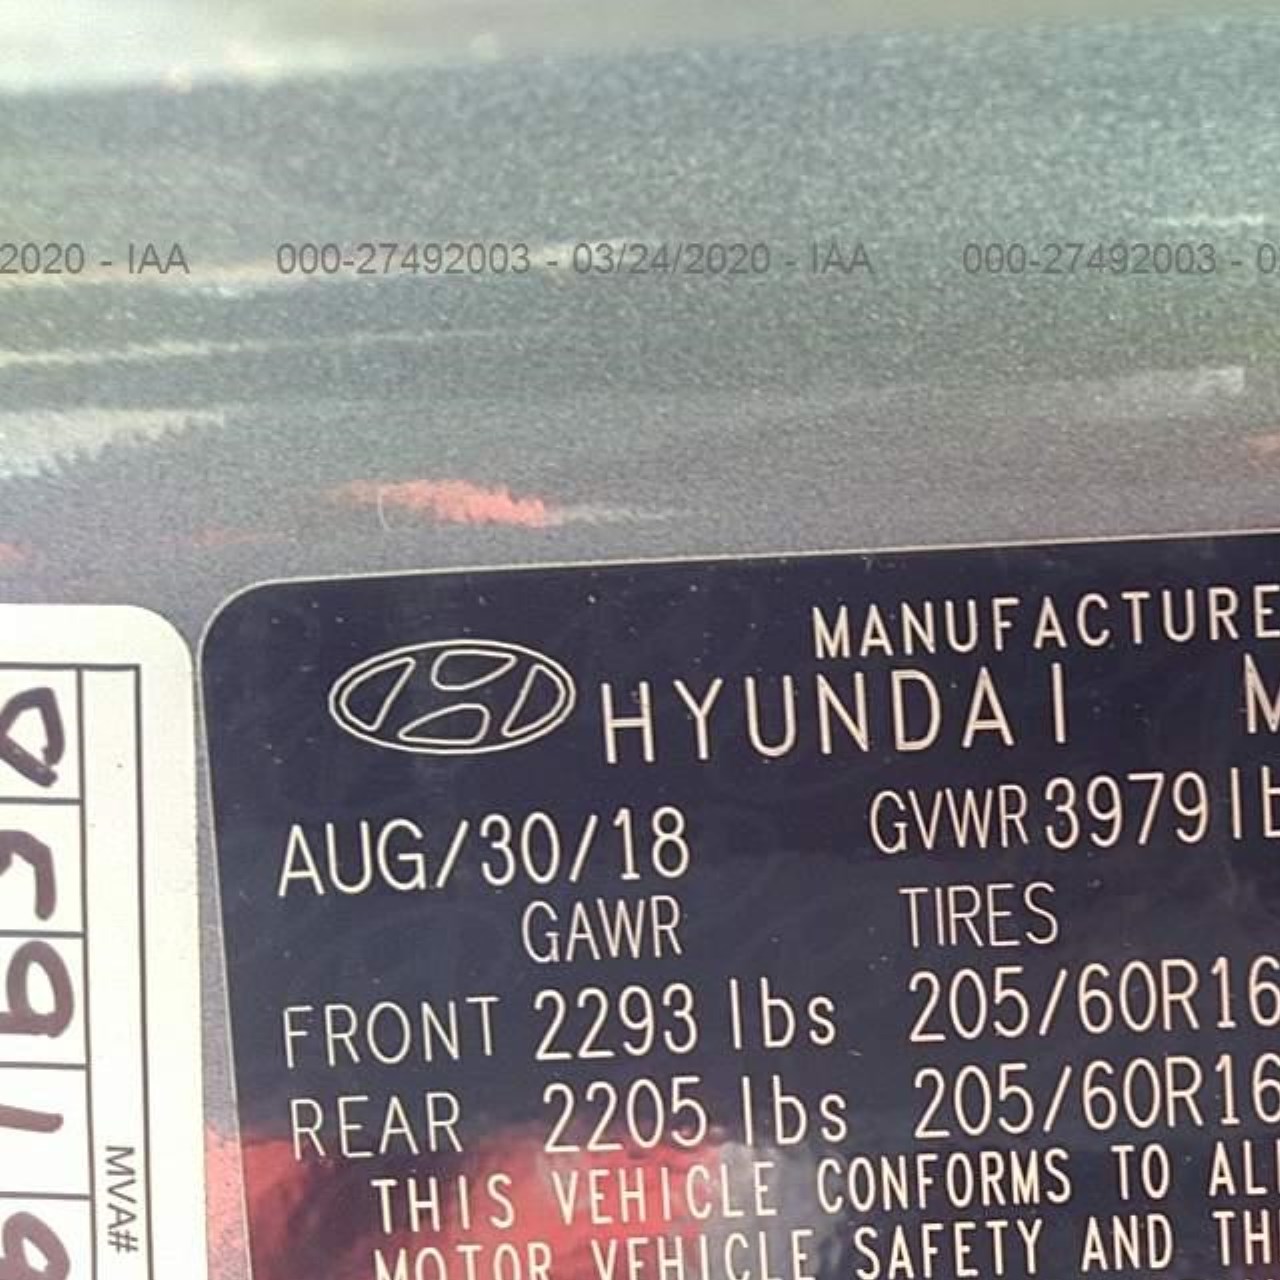 2020 - IAA 000-27492003 - 03/24/2020 - IAA 000-27492003 - 0
MANUFACTURE
HYUNDAI M
AUG/30/18 GVWR 3979 lb
GAWR TIRES
FRONT 2293 lbs 205/60R16
REAR 2205 lbs 205/60R16
THIS VEHICLE CONFORMS TO ALL
MOTOR VEHICLE SAFETY AND TH
MVA#